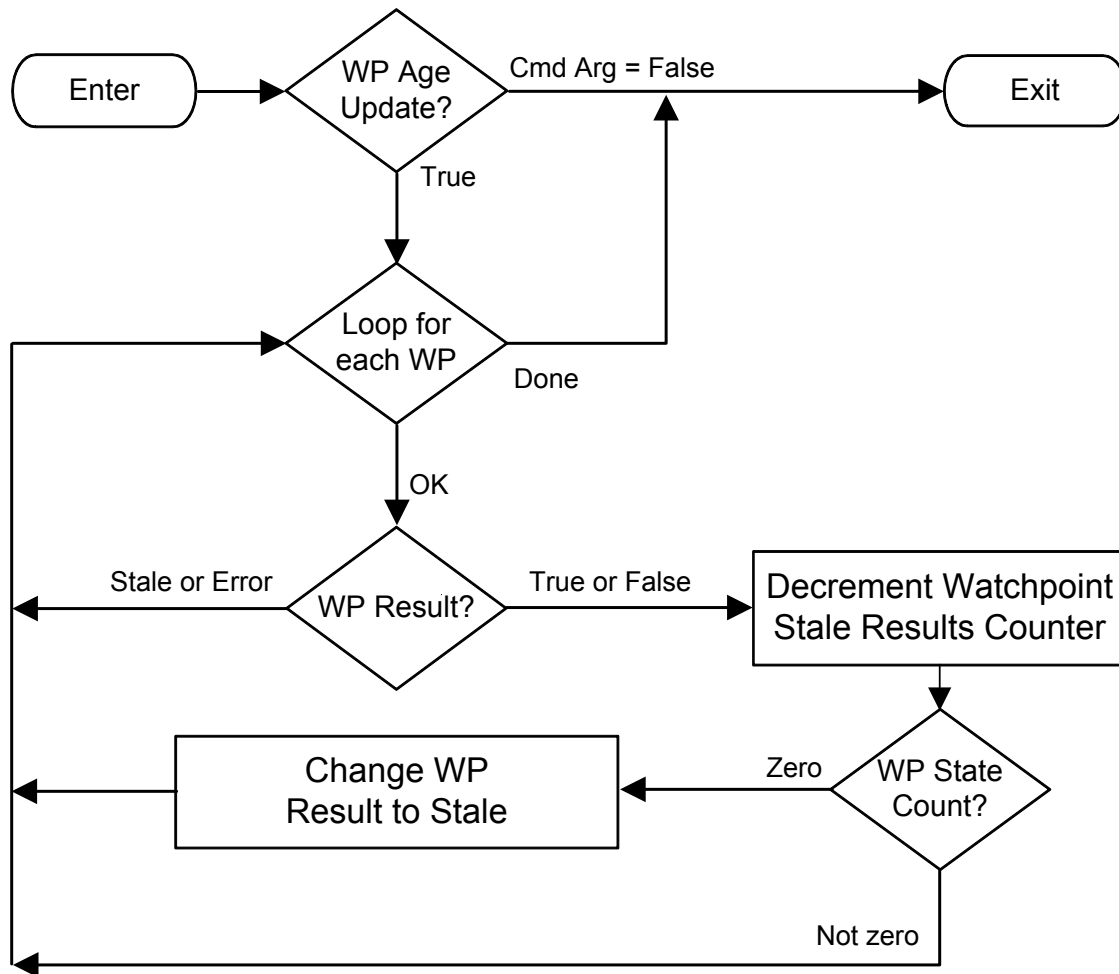 Enter
WP Age
Update?
Cmd Arg = False
Exit
True
Loop for
each WP
Done
OK
Stale or Error
WP Result?
True or False
Decrement Watchpoint
Stale Results Counter
Change WP
Result to Stale
Zero
WP State
Count?
Not zero